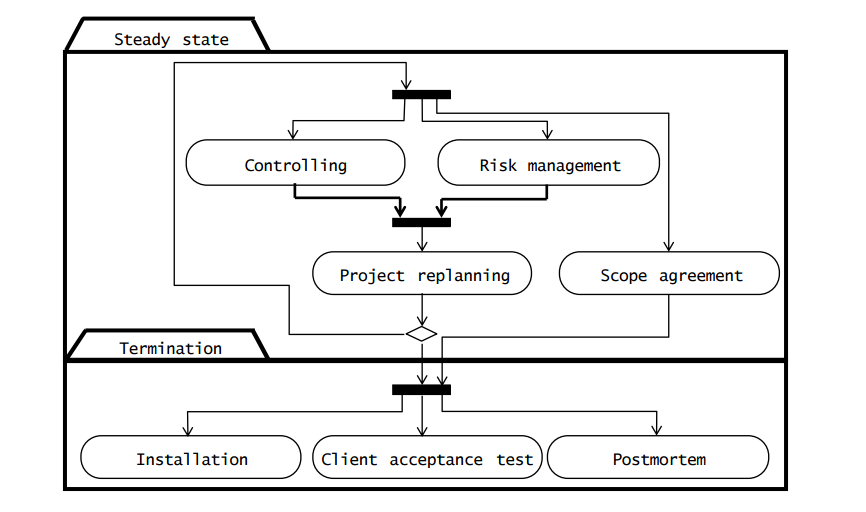 Steady state
Controlling
Risk management
Project replanning
Scope agreement
Termination
Installation
Client acceptance test
Postmortem